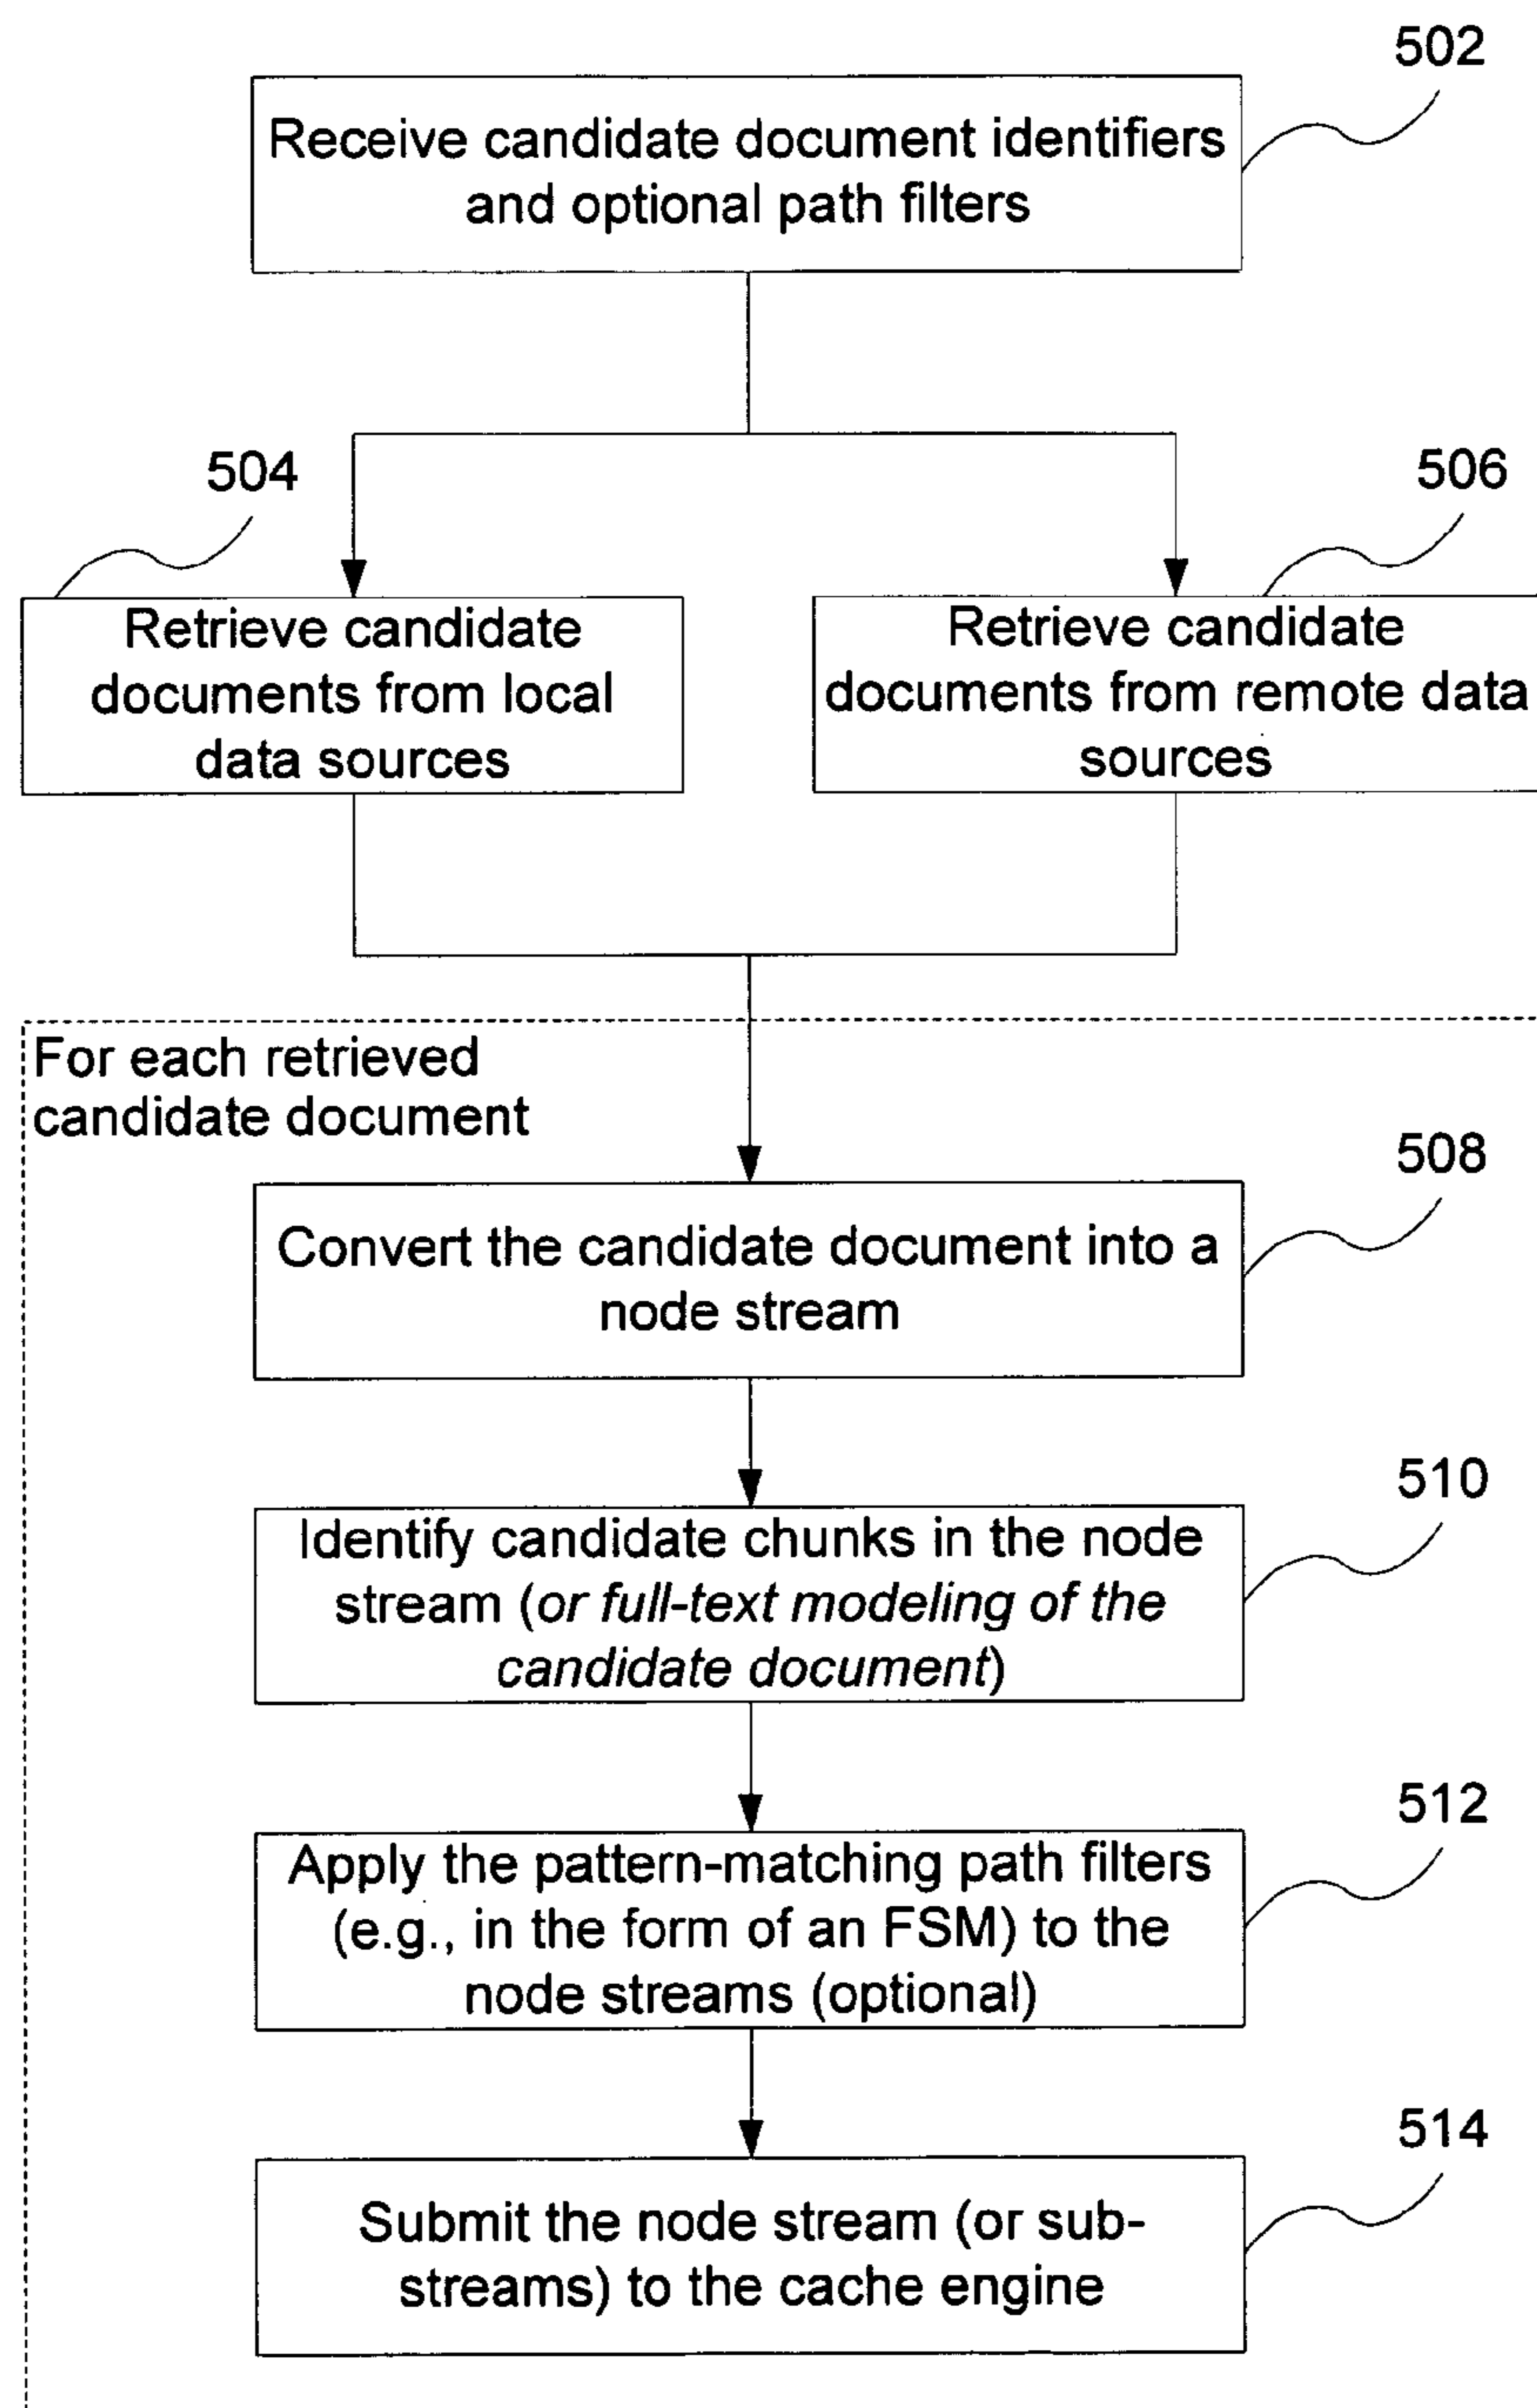 502
Receive candidate document identifiers
and optional path filters
504
506
Retrieve candidate
documents from local
data sources
Retrieve candidate
documents from remote data
sources
For each retrieved
candidate document
508
Convert the candidate document into a
node stream
510
Identify candidate chunks in the node
stream (or full-text modeling of the
candidate document)
512
Apply the pattern-matching path filters
(e.g., in the form of an FSM) to the
node streams (optional)
514
Submit the node stream (or sub-
streams) to the cache engine